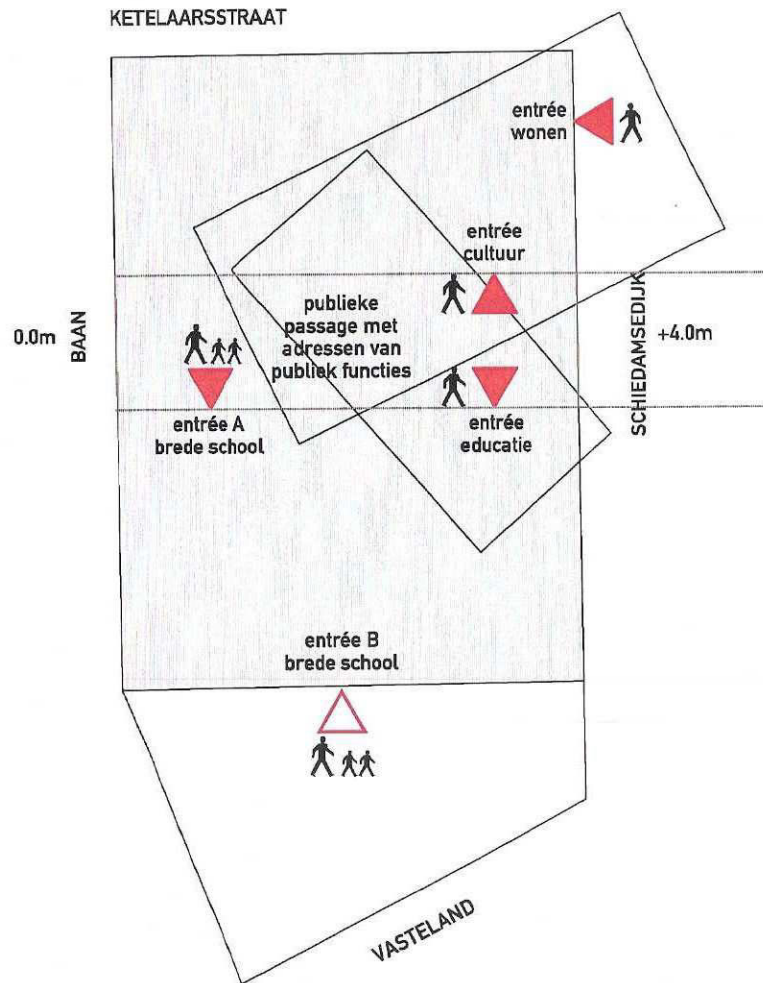 KETELAARSSTRAAT
entrée
wonen
entrée
cultuur
publieke
passage met
adressen van
publiek functies
0.0m
BAAN
SCHIEDAMSEDIJK
+4.0m
entrée A
brede school
entrée
educatie
entrée B
brede school
VASTELAND